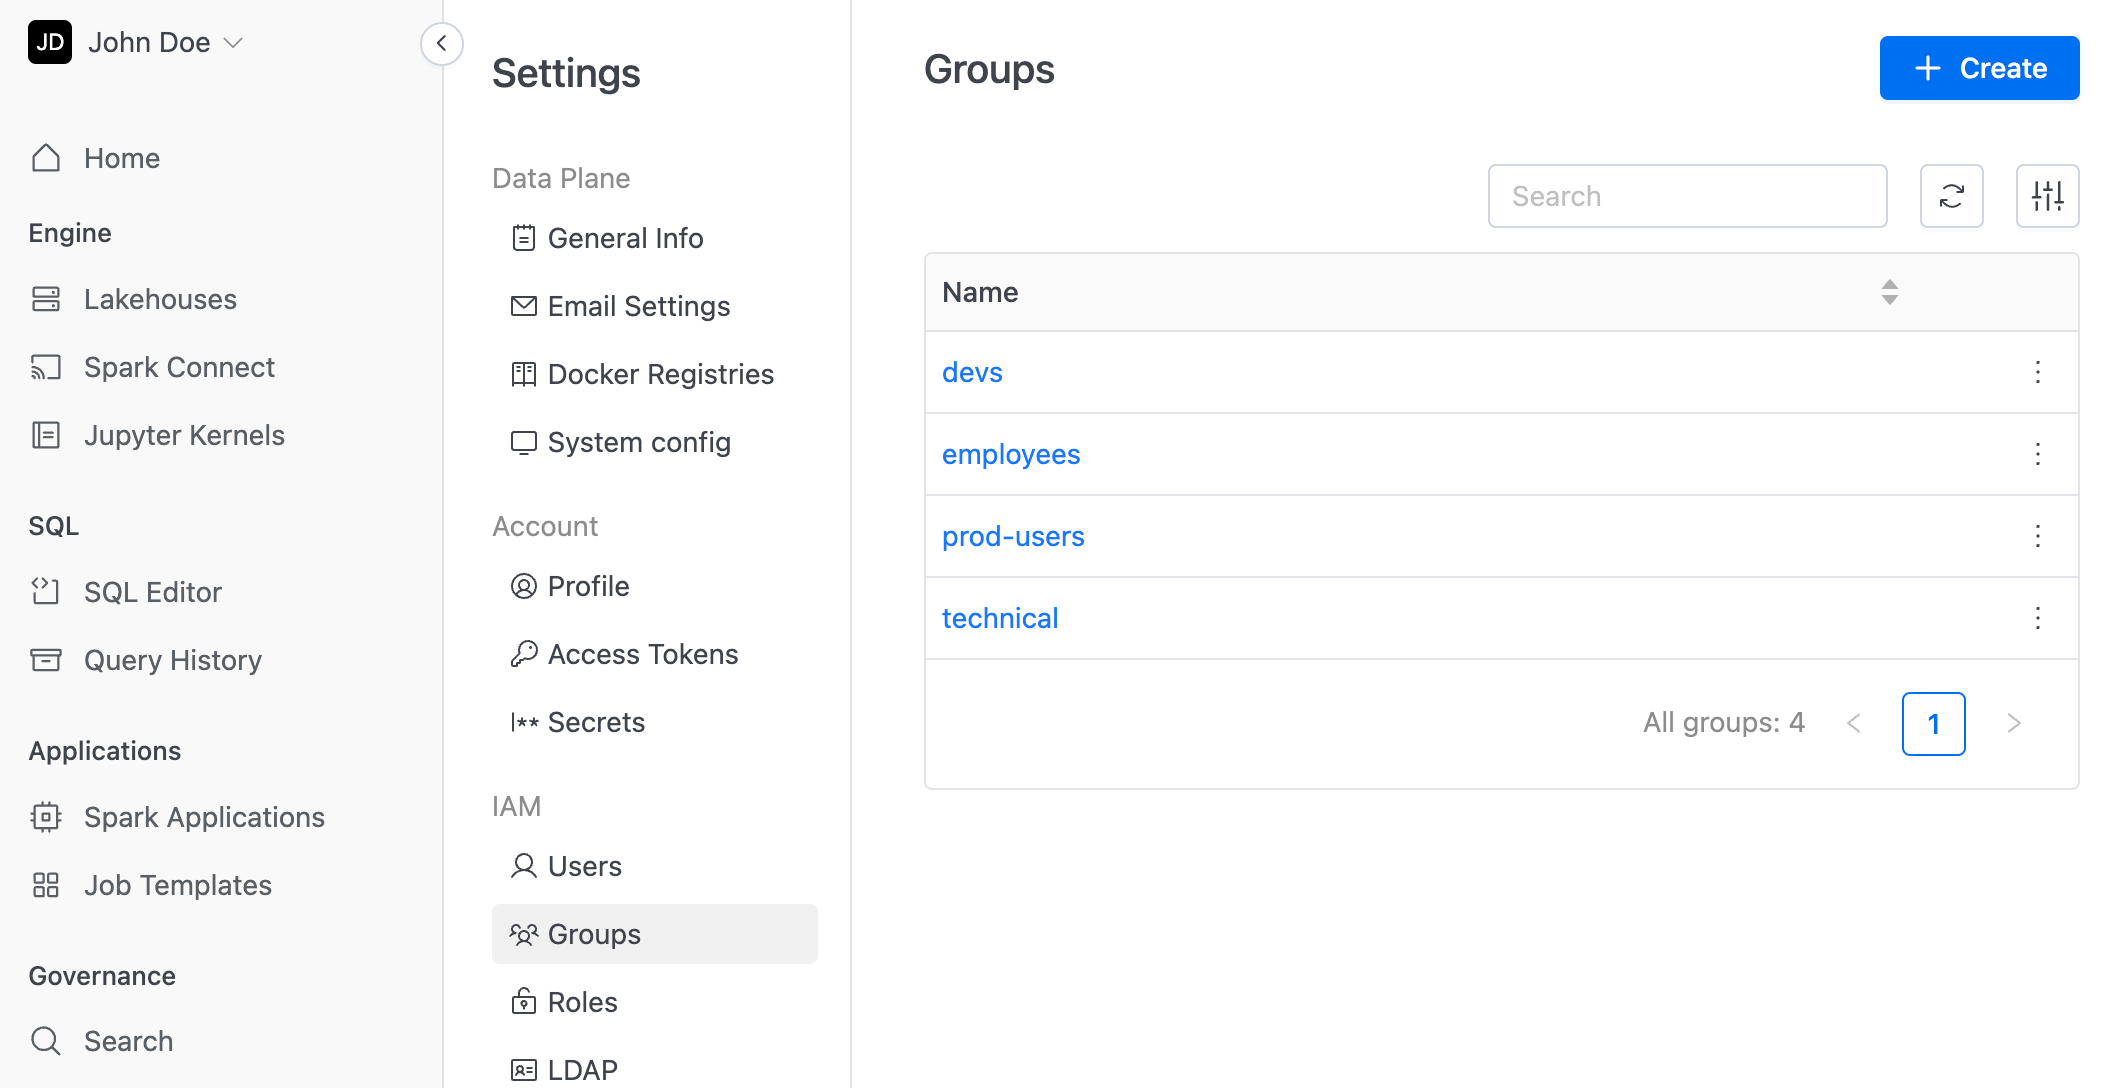 JD John Doe
Home
Engine
Lakehouses
Spark Connect
Jupyter Kernels
SQL
SQL Editor
Query History
Applications
Spark Applications
Job Templates
Governance
Search
Settings
Data Plane
General Info
Email Settings
Docker Registries
System config
Account
Profile
Access Tokens
Secrets
IAM
Users
Groups
Roles
LDAP
Groups
Create
Search
Name
devs
employees
prod-users
technical
All groups: 4
1